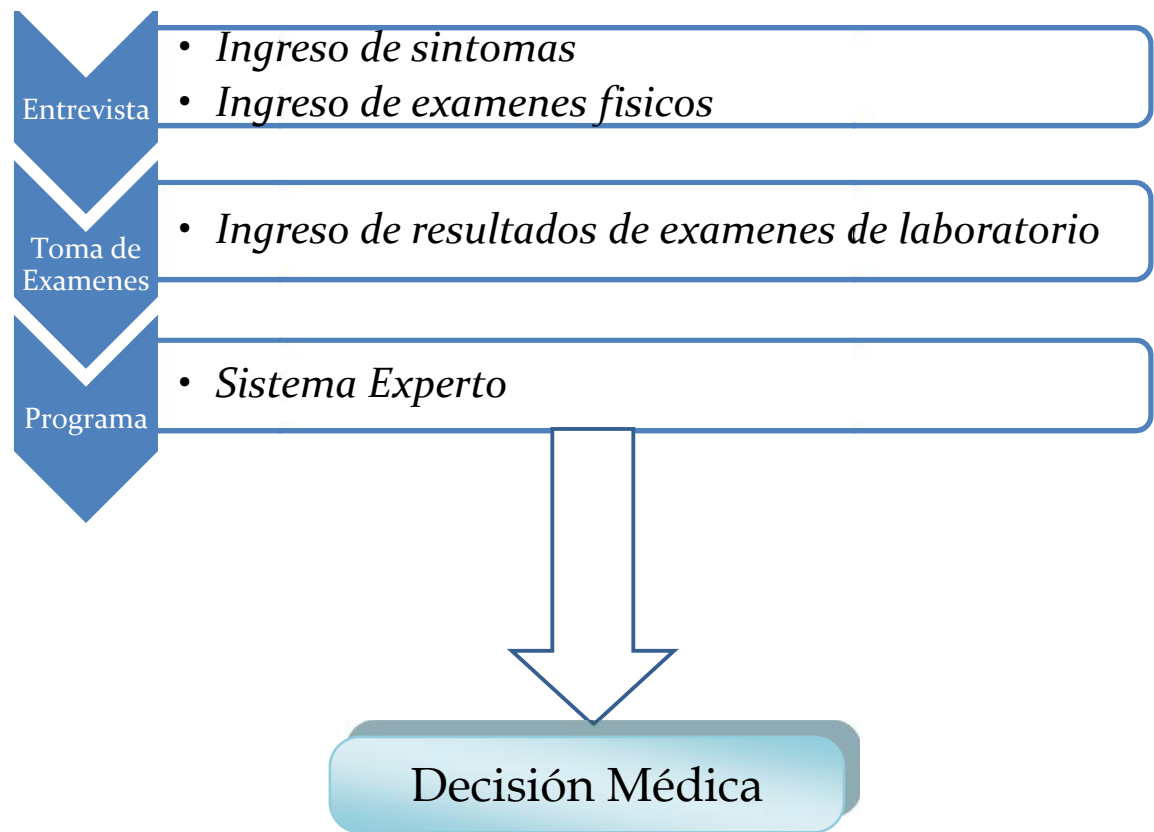 Entrevista
• Ingreso de sintomas
• Ingreso de examenes fisicos
Toma de
Examenes
• Ingreso de resultados de examenes de laboratorio
Programa
• Sistema Experto
Decisión Médica